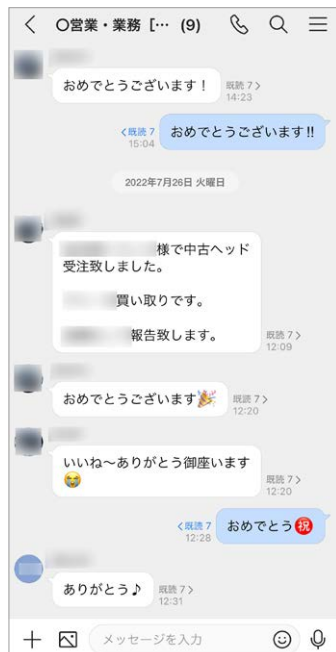 〇営業・業務 [… (9)
おめでとうございます！
既読 7>
14:23
<既読 7
15:04
おめでとうございます!!
2022年7月26日 火曜日
様で中古ヘッド
受注致しました。
買い取りです。
報告致します。
既読 7>
12:09
おめでとうございます🎉
既読 7>
12:20
いいね〜ありがとう御座います
😭
既読 7>
12:20
<既読 7
12:28
おめでとう㊗
ありがとう♪
既読 7>
12:31
メッセージを入力